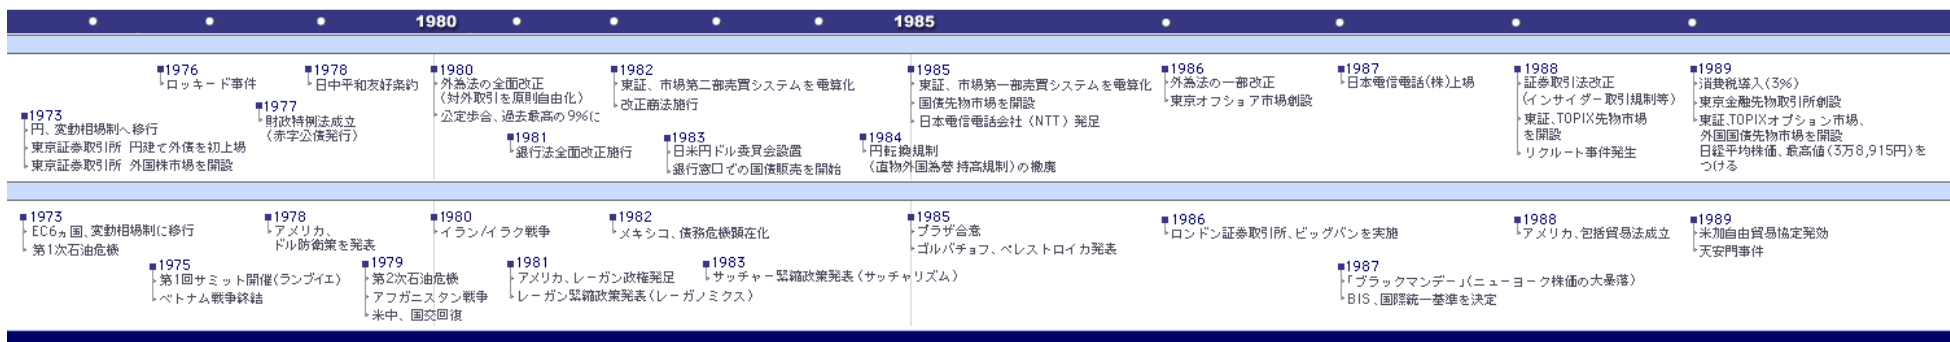 1980
1985
1973
円、変動相場制へ移行
東京証券取引所 円建て外債を初上場
東京証券取引所 外国株市場を開設
1976
ロッキード事件
1977
財政特例法成立
(赤字公債発行)
1978
日中平和友好条約
1980
外為法の全面改正
(対外取引を原則自由化)
公定歩合、過去最高の9%に
1981
銀行法全面改正施行
1982
東証、市場第二部売買システムを電算化
改正商法施行
1983
日米円ドル委員会設置
銀行窓口での国債販売を開始
1984
円転換規制
(直物外国為替持高規制)の撤廃
1985
東証、市場第一部売買システムを電算化
国債先物市場を開設
日本電信電話会社(NTT)発足
1986
外為法の一部改正
東京オフショア市場創設
1987
日本電信電話(株)上場
1988
証券取引法改正
(インサイダー取引規制等)
東証、TOPIX先物市場
を開設
リクルート事件発生
1989
消費税導入(3%)
東京金融先物取引所創設
東証、TOPIXオプション市場、
外国国債先物市場を開設
日経平均株価、最高値(3万8,915円)を
つける
1973
EC6ヵ国、変動相場制に移行
第1次石油危機
1975
第1回サミット開催(ランブイエ)
ベトナム戦争終結
1978
アメリカ、
ドル防衛策を発表
1979
第2次石油危機
アフガニスタン戦争
米中、国交回復
1980
イラン/イラク戦争
1981
アメリカ、レーガン政権発足
レーガン緊縮政策発表(レーガノミクス)
1982
メキシコ、債務危機顕在化
1983
サッチャー緊縮政策発表(サッチャリズム)
1985
プラザ合意
ゴルバチョフ、ペレストロイカ発表
1986
ロンドン証券取引所、ビッグバンを実施
1987
「ブラックマンデー」(ニューヨーク株価の大暴落)
BIS、国際統一基準を決定
1988
アメリカ、包括貿易法成立
1989
米加自由貿易協定発効
天安門事件